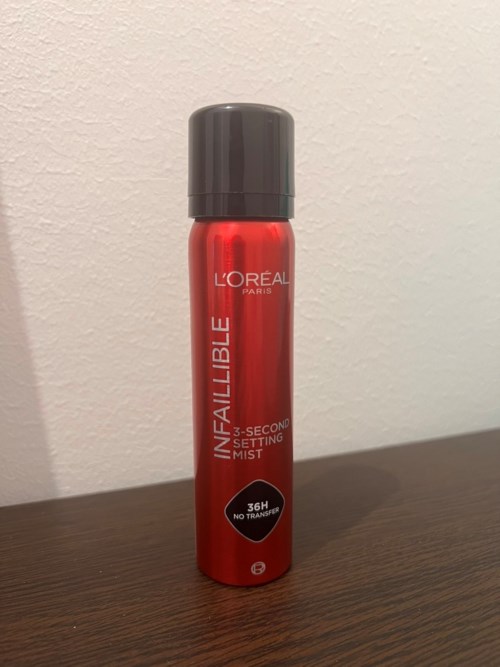 L'ORÉAL
PARIS
INFAILLIBLE
3-SECOND
SETTING
MIST
36H
NO TRANSFER